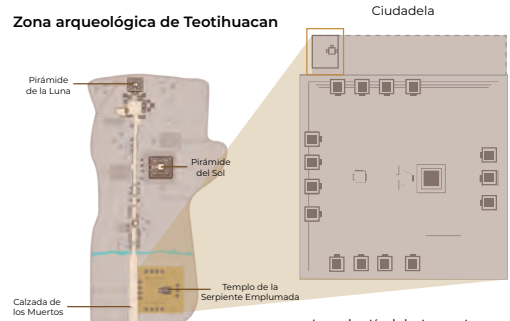 Zona arqueológica de Teotihuacan
Ciudadela
Pirámide
de la Luna
Pirámide
del Sol
Templo de la
Serpiente Emplumada
Calzada de
los Muertos